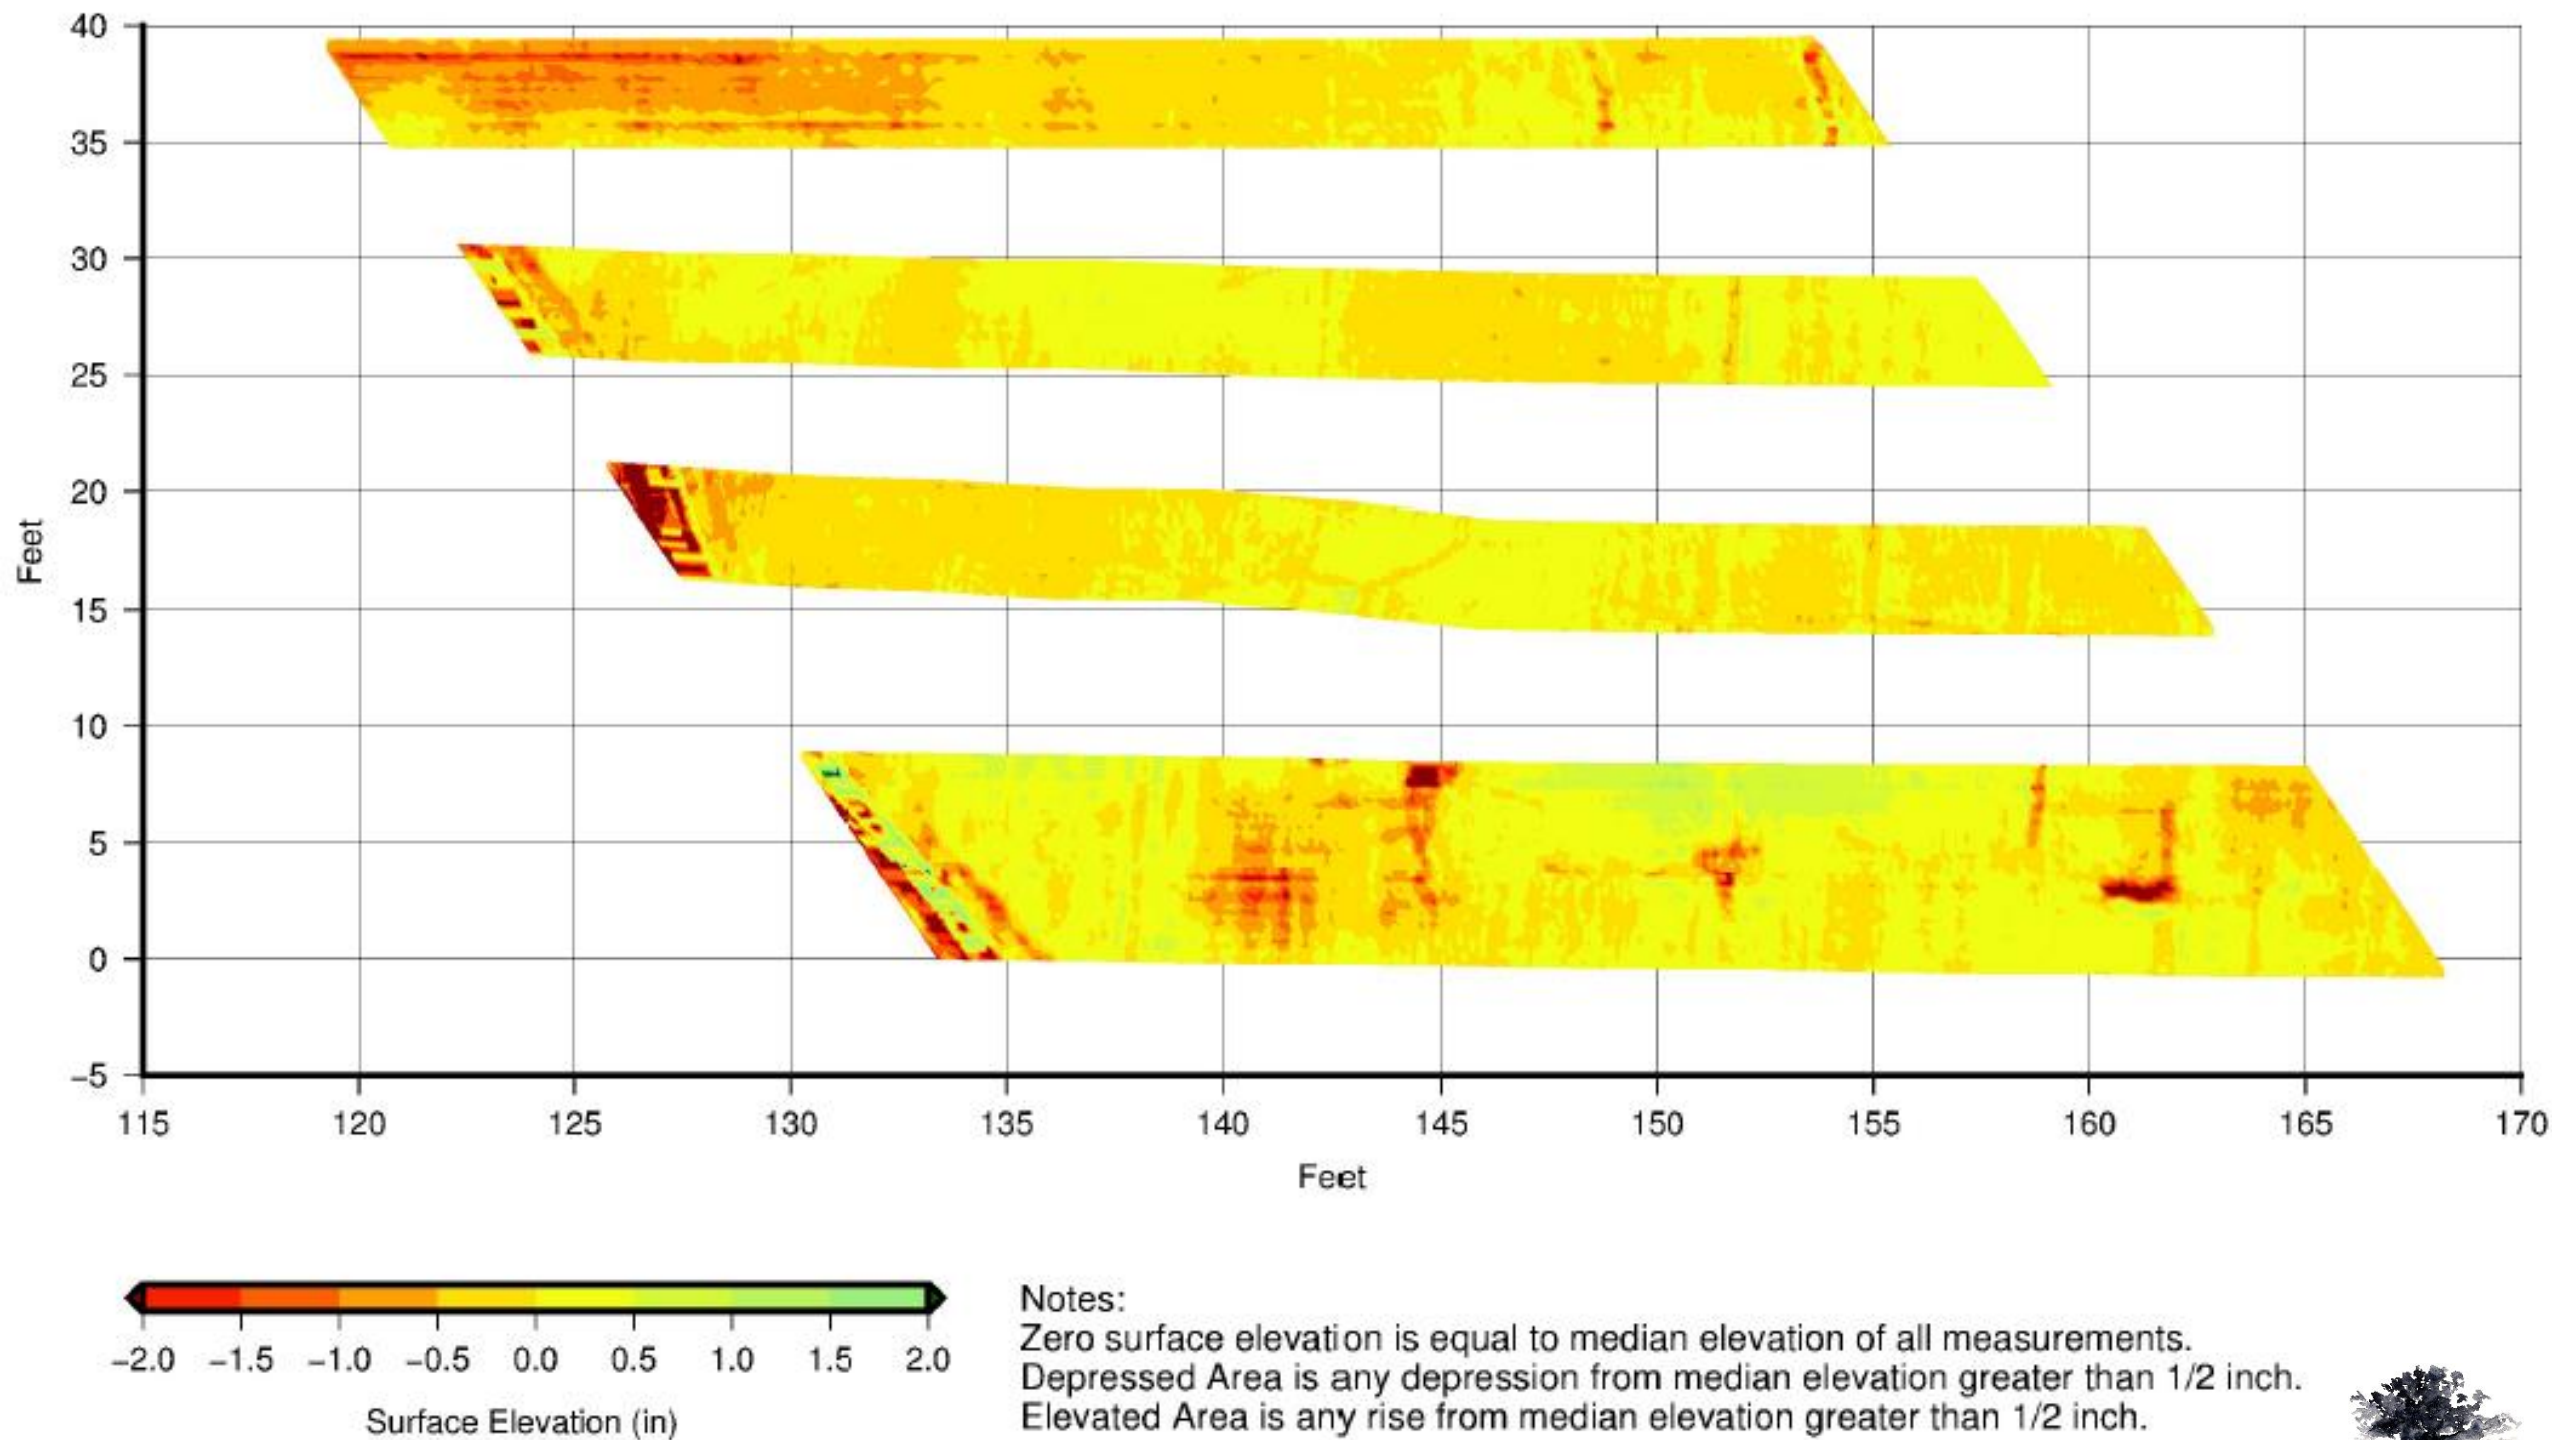 40
35
30
25
20
15
10
5
0
−5
Feet
115 120 125 130 135 140 145 150 155 160 165 170
Feet
−2.0 −1.5 −1.0 −0.5 0.0 0.5 1.0 1.5 2.0
Surface Elevation (in)
Notes:
Zero surface elevation is equal to median elevation of all measurements.
Depressed Area is any depression from median elevation greater than 1/2 inch.
Elevated Area is any rise from median elevation greater than 1/2 inch.